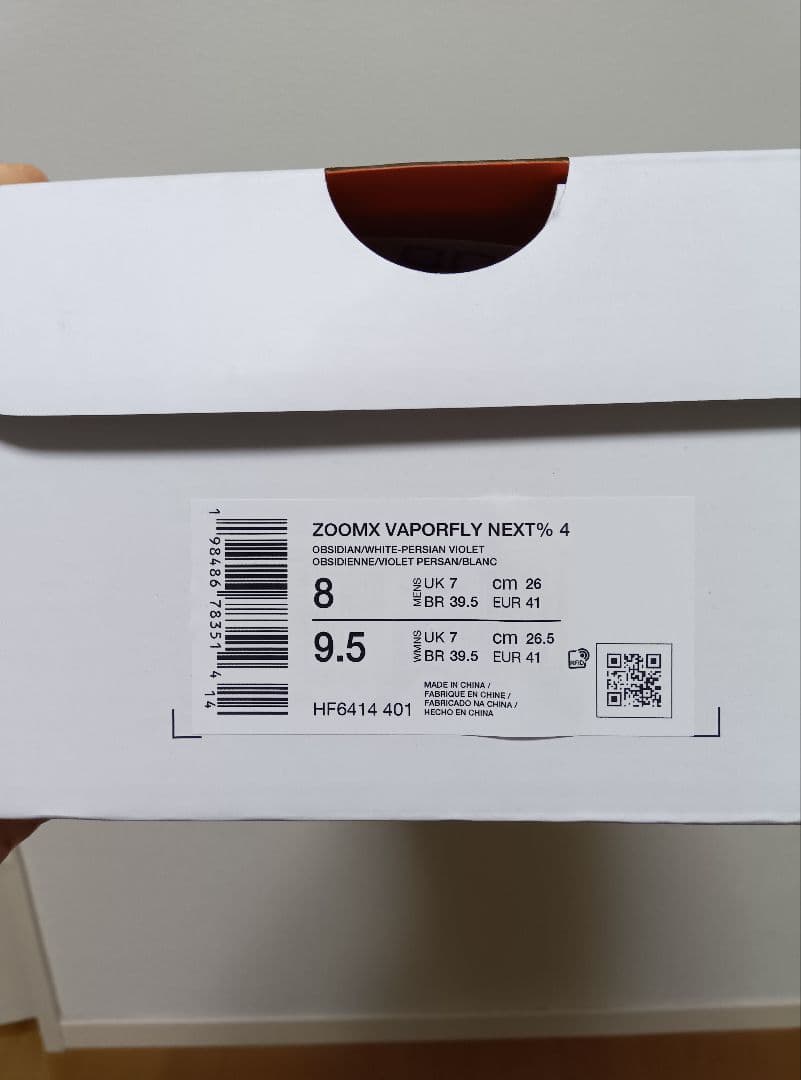 ZOOMX VAPORFLY NEXT% 4
OBSIDIAN/WHITE-PERSIAN VIOLET
OBSIDIENNE/VIOLET PERSAN/BLANC
8 MENS UK 7 cm 26
BR 39.5 EUR 41
9.5 WMNS UK 7 cm 26.5
BR 39.5 EUR 41
RFID
HF6414 401
MADE IN CHINA /
FABRIQUE EN CHINE /
FABRICADO NA CHINA /
HECHO EN CHINA
1 98486 78351 4 14